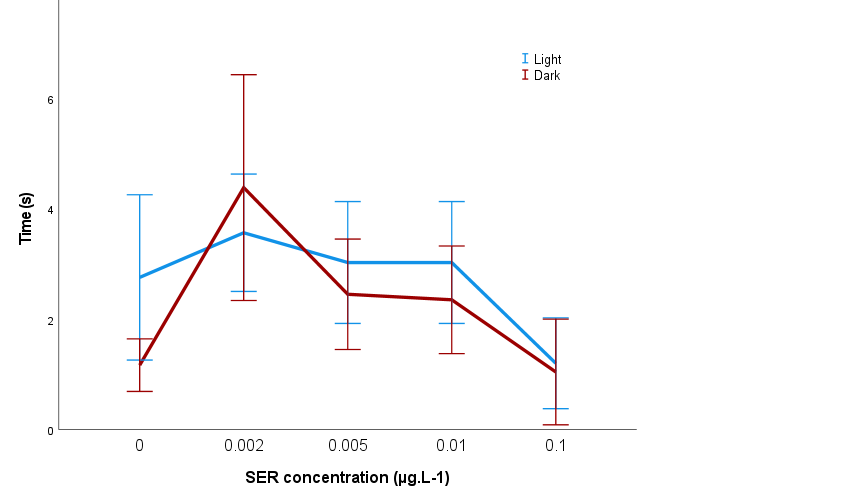 Light
Dark
6
4
2
0
Time (s)
0 0.002 0.005 0.01 0.1
SER concentration (µg.L-1)